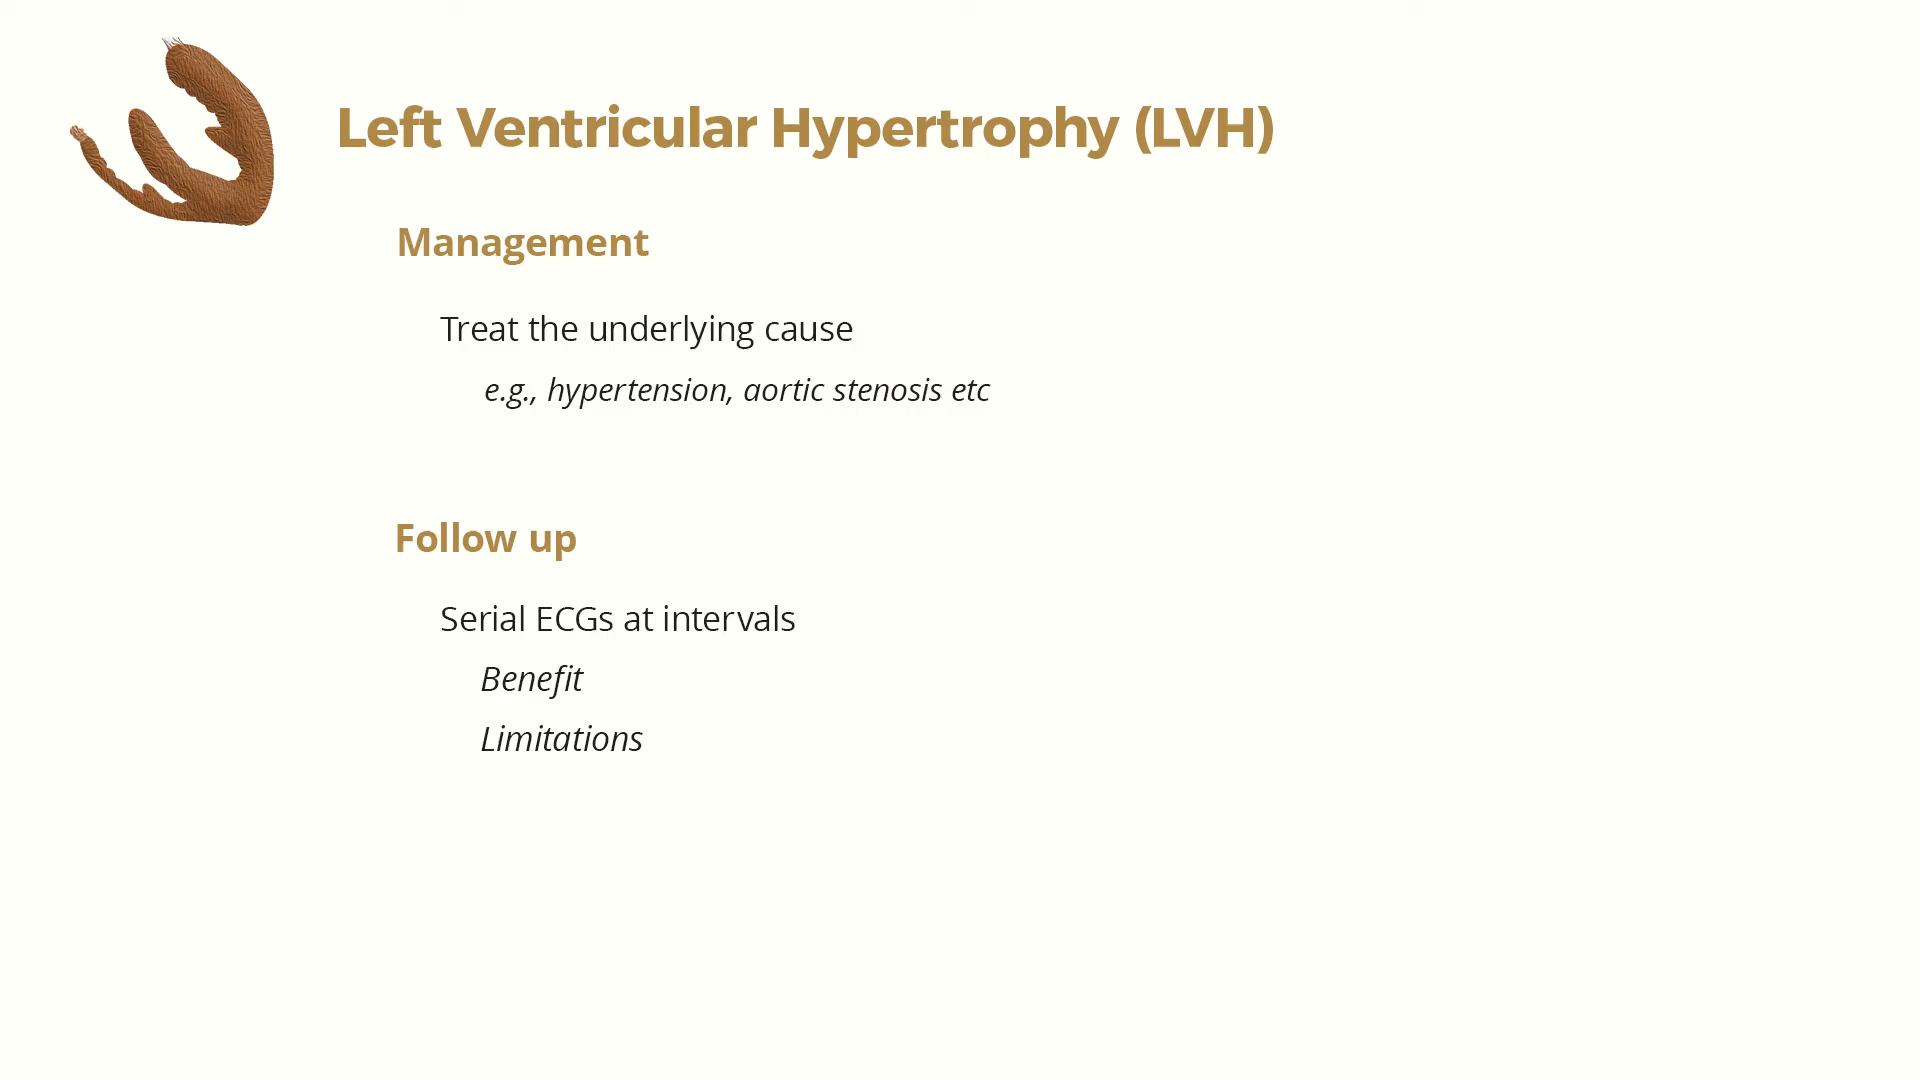 Left Ventricular Hypertrophy (LVH)
Management
Treat the underlying cause
e.g., hypertension, aortic stenosis etc
Follow up
Serial ECGs at intervals
Benefit
Limitations